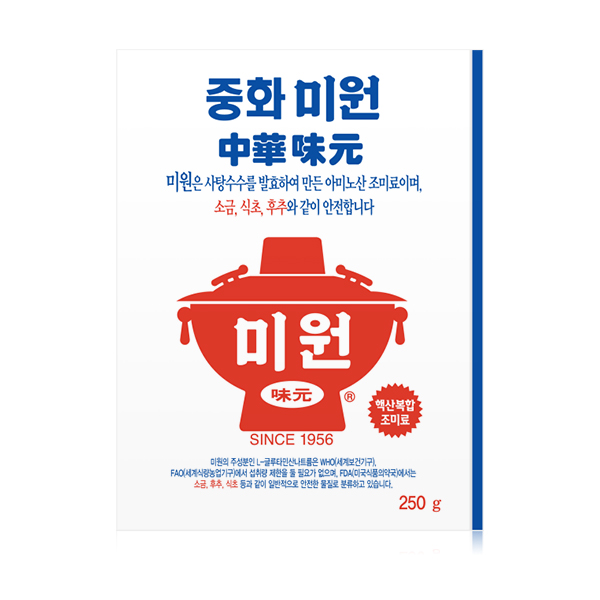 중화 미원
中華 味元
미원은 사탕수수를 발효하여 만든 아미노산 조미료이며,
소금, 식초, 후추와 같이 안전합니다
미원
味元
®
핵산복합
조미료
SINCE 1956
미원의 주성분인 L-글루타민산나트륨은 WHO(세계보건기구),
FAO(세계식량농업기구)에서 섭취량 제한을 둘 필요가 없으며, FDA(미국식품의약국)에서는
소금, 후추, 식초 등과 같이 일반적으로 안전한 물질로 분류하고 있습니다.
250 g